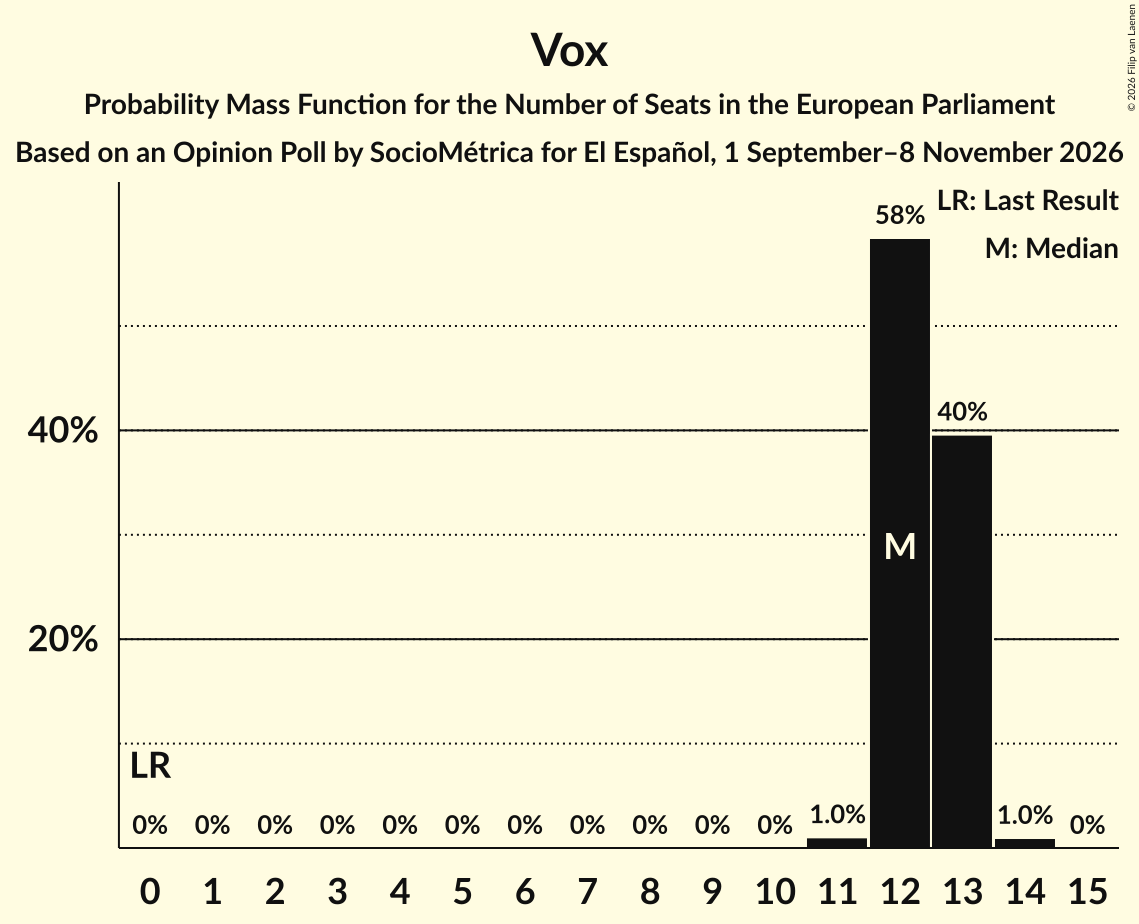 Vox
Probability Mass Function for the Number of Seats in the European Parliament
Based on an Opinion Poll by SocioMétrica for El Español, 1 September–8 November 2026
© 2026 Filip van Laenen
LR: Last Result
M: Median
58%
40%
40%
M
20%
LR
0% 0% 0% 0% 0% 0% 0% 0% 0% 0% 0% 1.0% 1.0% 0%
0 1 2 3 4 5 6 7 8 9 10 11 12 13 14 15